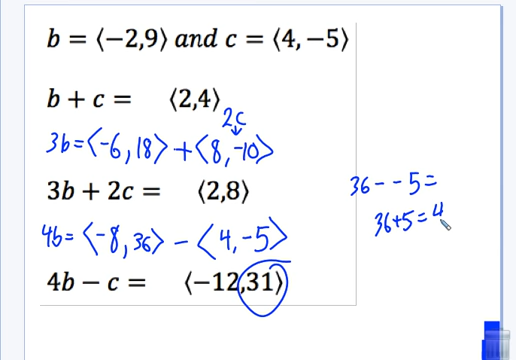 b = ⟨−2,9⟩ and c = ⟨4, −5⟩
b + c = ⟨2,4⟩
2c
3b = ⟨-6, 18⟩ + ⟨8, -10⟩
3b + 2c = ⟨2,8⟩
36 - - 5 =
4b = ⟨-8, 36⟩ - ⟨4, -5⟩
36+5=4
4b − c = ⟨−12,31⟩